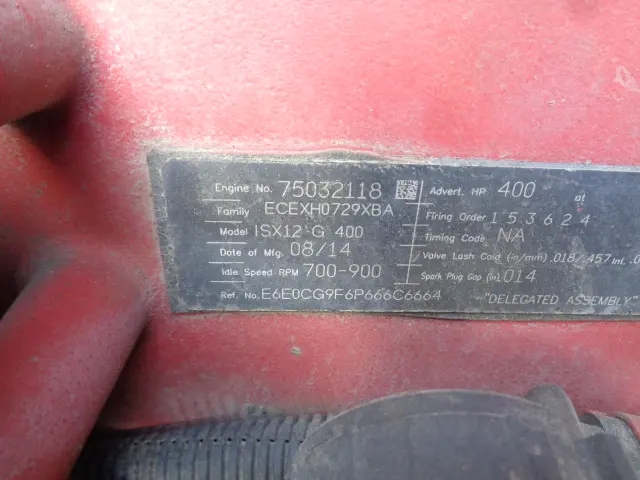 Engine No. 75032118
Family ECEXH0729XBA
Model ISX12 G 400
Date of Mfg. 08/14
Idle Speed RPM 700-900
Ref. No. E6E0CG9F6P666C6664
Advert. HP 400 at
Firing Order 1 5 3 6 2 4
Timing Code NA
Valve Lash Cold (in/mm) .018/.457 Int. .0
Spark Plug Gap (in) .014
"DELEGATED ASSEMBLY"